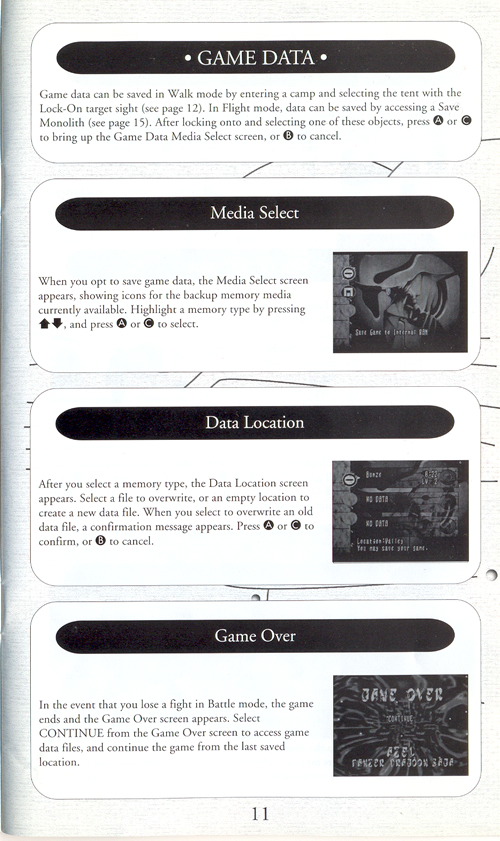 • GAME DATA •
Game data can be saved in Walk mode by entering a camp and selecting the tent with the
Lock-On target sight (see page 12). In Flight mode, data can be saved by accessing a Save
Monolith (see page 15). After locking onto and selecting one of these objects, press A or C
to bring up the Game Data Media Select screen, or B to cancel.
Media Select
When you opt to save game data, the Media Select screen
appears, showing icons for the backup memory media
currently available. Highlight a memory type by pressing
⬆⬇, and press A or C to select.
Save Game to Internal RAM
Data Location
After you select a memory type, the Data Location screen
appears. Select a file to overwrite, or an empty location to
create a new data file. When you select to overwrite an old
data file, a confirmation message appears. Press A or C to
confirm, or B to cancel.
NO DATA
NO DATA
Location:Valley
You may save your game.
Game Over
In the event that you lose a fight in Battle mode, the game
ends and the Game Over screen appears. Select
CONTINUE from the Game Over screen to access game
data files, and continue the game from the last saved
location.
GAME OVER
CONTINUE
AZEL
PANZER DRAGOON SAGA
11